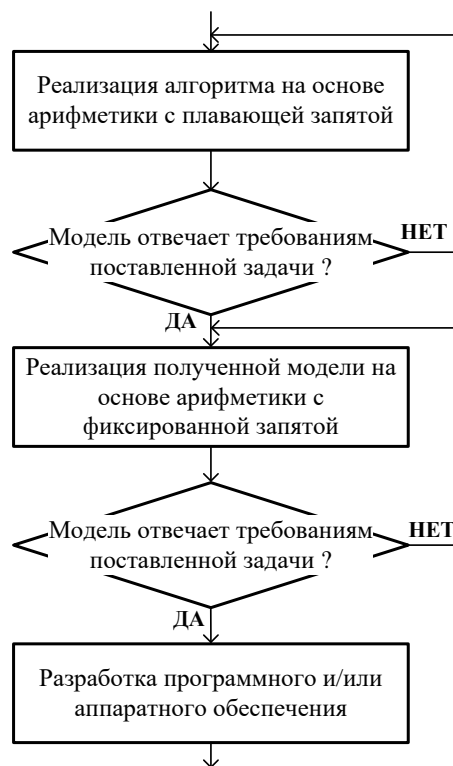 Реализация алгоритма на основе
арифметики с плавающей запятой
Модель отвечает требованиям
поставленной задачи ?
НЕТ
ДА
Реализация полученной модели на
основе арифметики с
фиксированной запятой
Модель отвечает требованиям
поставленной задачи ?
НЕТ
ДА
Разработка программного и/или
аппаратного обеспечения